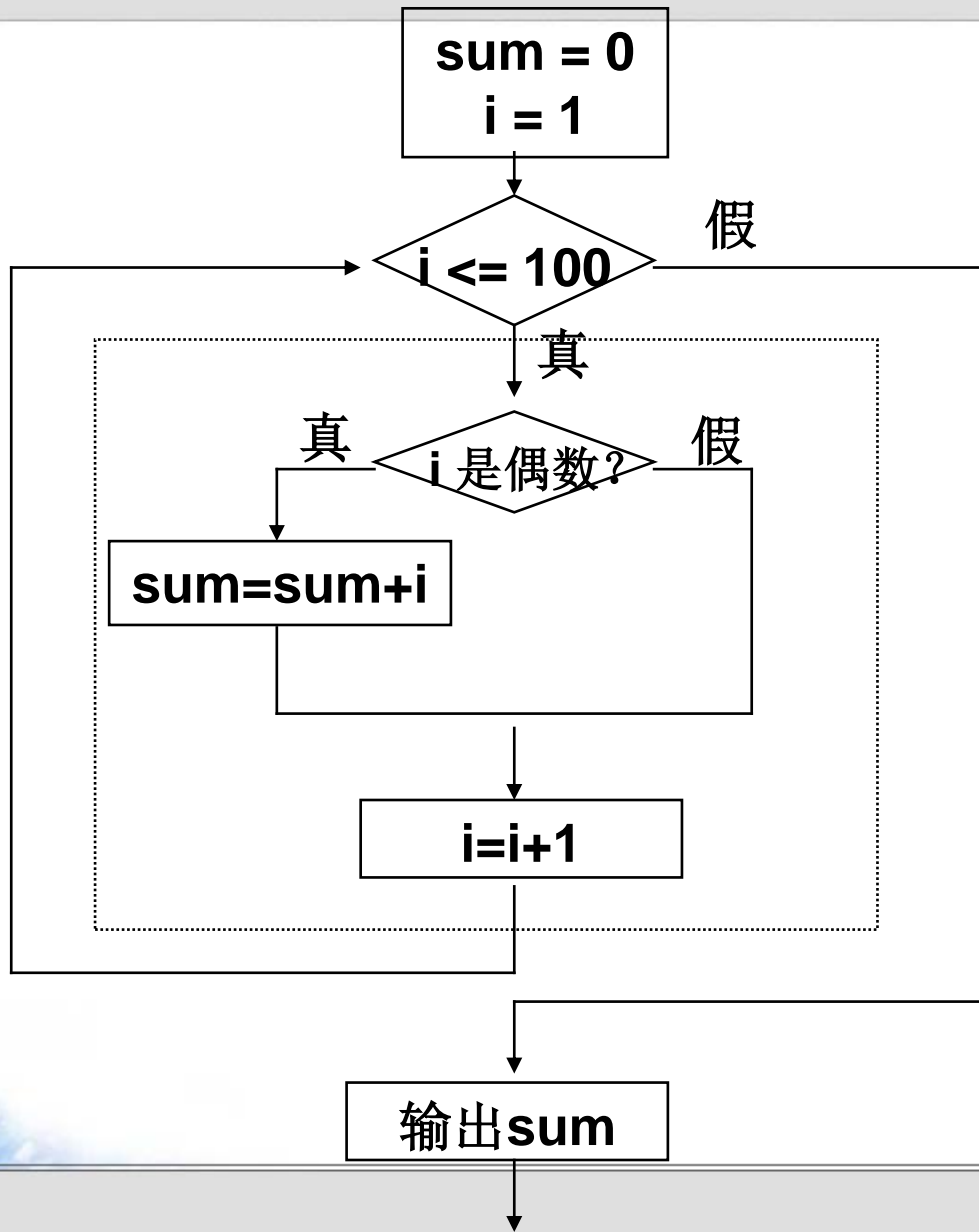 sum = 0
i = 1
i <= 100
假
真
真
i 是偶数?
假
sum=sum+i
i=i+1
输出sum